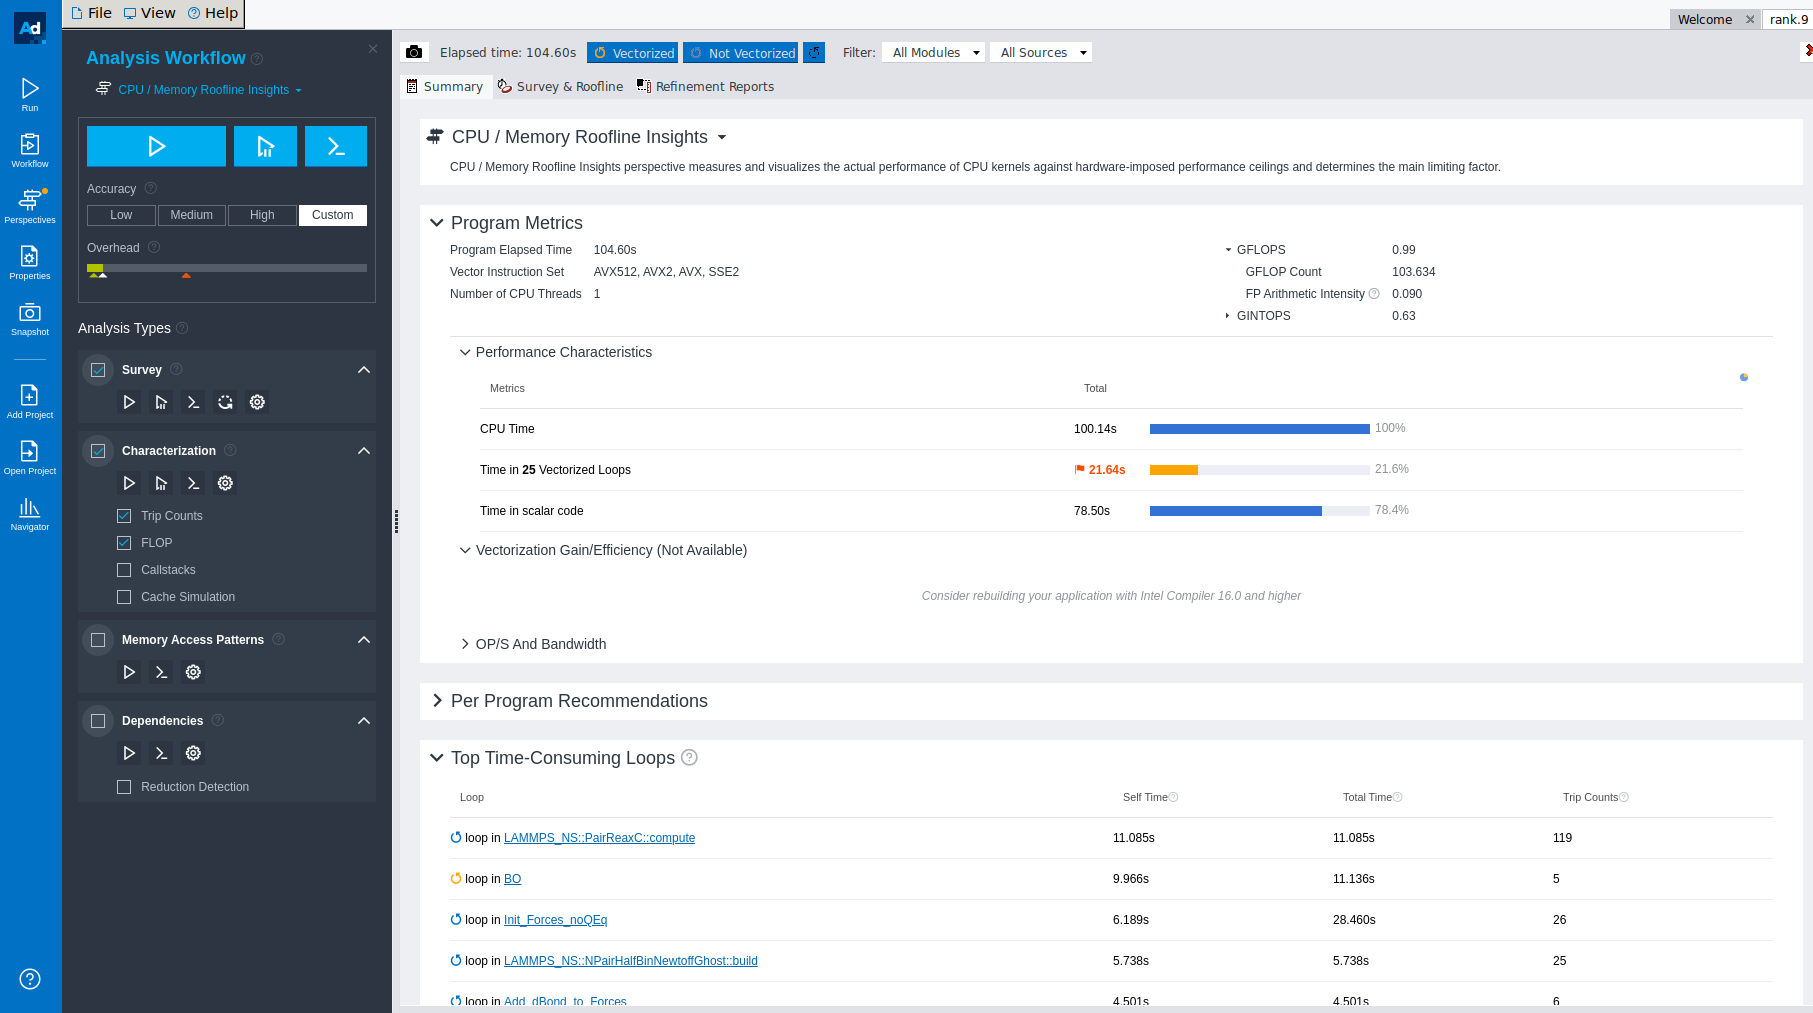 File View Help
Welcome rank.9
Ad
Run
Workflow
Perspectives
Properties
Snapshot
Add Project
Open Project
Navigator
Analysis Workflow
CPU / Memory Roofline Insights
Accuracy
Low Medium High Custom
Overhead
Analysis Types
Survey
Characterization
Trip Counts
FLOP
Callstacks
Cache Simulation
Memory Access Patterns
Dependencies
Reduction Detection
Elapsed time: 104.60s Vectorized Not Vectorized Filter: All Modules All Sources
Summary Survey & Roofline Refinement Reports
CPU / Memory Roofline Insights
CPU / Memory Roofline Insights perspective measures and visualizes the actual performance of CPU kernels against hardware-imposed performance ceilings and determines the main limiting factor.
Program Metrics
Program Elapsed Time 104.60s GFLOPS 0.99
Vector Instruction Set AVX512, AVX2, AVX, SSE2 GFLOP Count 103.634
Number of CPU Threads 1 FP Arithmetic Intensity 0.090
GINTOPS 0.63
Performance Characteristics
Metrics Total
CPU Time 100.14s 100%
Time in 25 Vectorized Loops 21.64s 21.6%
Time in scalar code 78.50s 78.4%
Vectorization Gain/Efficiency (Not Available)
Consider rebuilding your application with Intel Compiler 16.0 and higher
OP/S And Bandwidth
Per Program Recommendations
Top Time-Consuming Loops
Loop Self Time Total Time Trip Counts
loop in LAMMPS_NS::PairReaxC::compute 11.085s 11.085s 119
loop in BO 9.966s 11.136s 5
loop in Init_Forces_noQEq 6.189s 28.460s 26
loop in LAMMPS_NS::NPairHalfBinNewtoffGhost::build 5.738s 5.738s 25
loop in Add_dBond_to_Forces 4.501s 4.501s 6